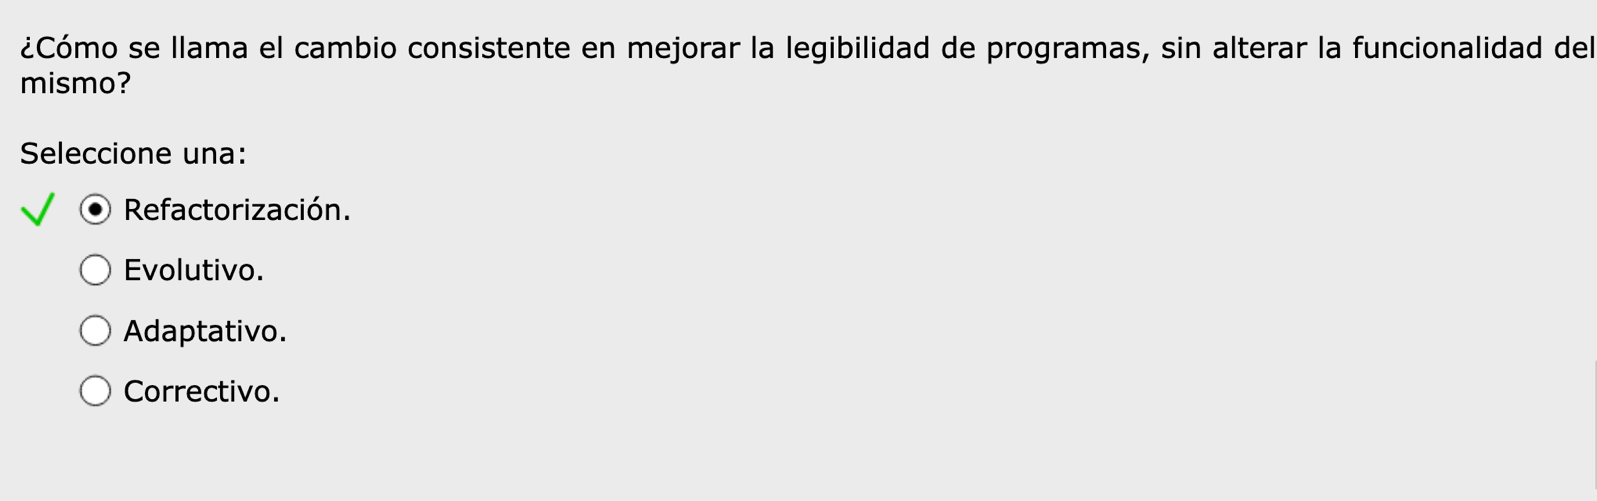 ¿Cómo se llama el cambio consistente en mejorar la legibilidad de programas, sin alterar la funcionalidad del
mismo?
Seleccione una:
Refactorización.
Evolutivo.
Adaptativo.
Correctivo.